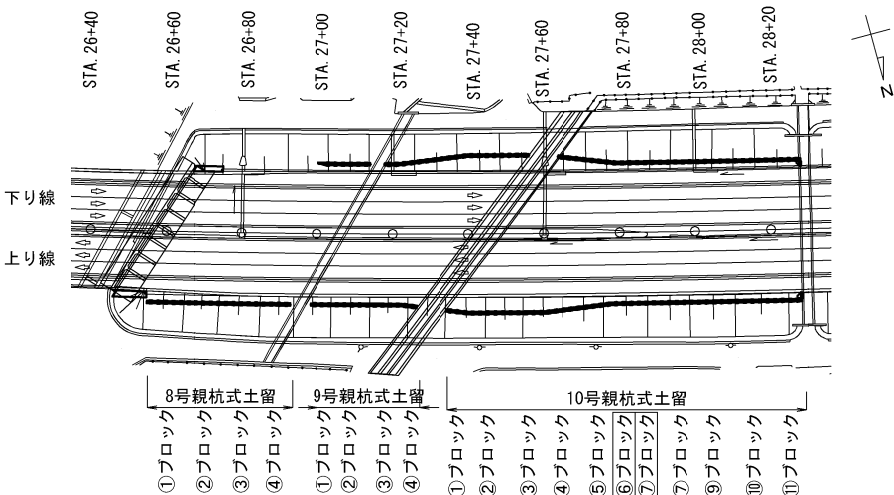 STA. 26+40
STA. 26+60
STA. 26+80
STA. 27+00
STA. 27+20
STA. 27+40
STA. 27+60
STA. 27+80
STA. 28+00
STA. 28+20
N
下り線
上り線
8号親杭式土留
9号親杭式土留
10号親杭式土留
①ブロック
②ブロック
③ブロック
④ブロック
①ブロック
②ブロック
③ブロック
④ブロック
①ブロック
②ブロック
③ブロック
④ブロック
⑤ブロック
⑥ブロック
⑦ブロック
⑦ブロック
⑨ブロック
⑩ブロック
⑪ブロック